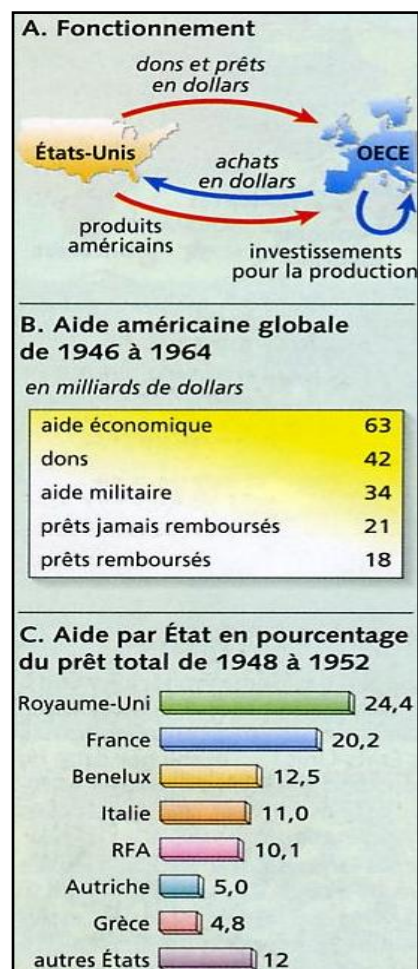 A. Fonctionnement
dons et prêts
en dollars
États-Unis
OECE
achats
en dollars
produits
américains
investissements
pour la production
B. Aide américaine globale
de 1946 à 1964
en milliards de dollars
aide économique 63
dons 42
aide militaire 34
prêts jamais remboursés 21
prêts remboursés 18
C. Aide par État en pourcentage
du prêt total de 1948 à 1952
Royaume-Uni 24,4
France 20,2
Benelux 12,5
Italie 11,0
RFA 10,1
Autriche 5,0
Grèce 4,8
autres États 12